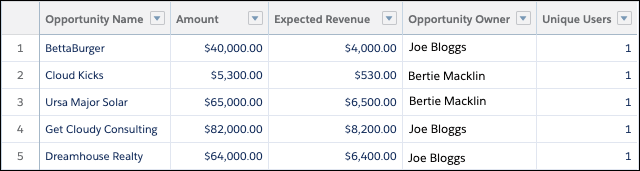 Opportunity Name Amount Expected Revenue Opportunity Owner Unique Users
1 BettaBurger $40,000.00 $4,000.00 Joe Bloggs 1
2 Cloud Kicks $5,300.00 $530.00 Bertie Macklin 1
3 Ursa Major Solar $65,000.00 $6,500.00 Bertie Macklin 1
4 Get Cloudy Consulting $82,000.00 $8,200.00 Joe Bloggs 1
5 Dreamhouse Realty $64,000.00 $6,400.00 Joe Bloggs 1